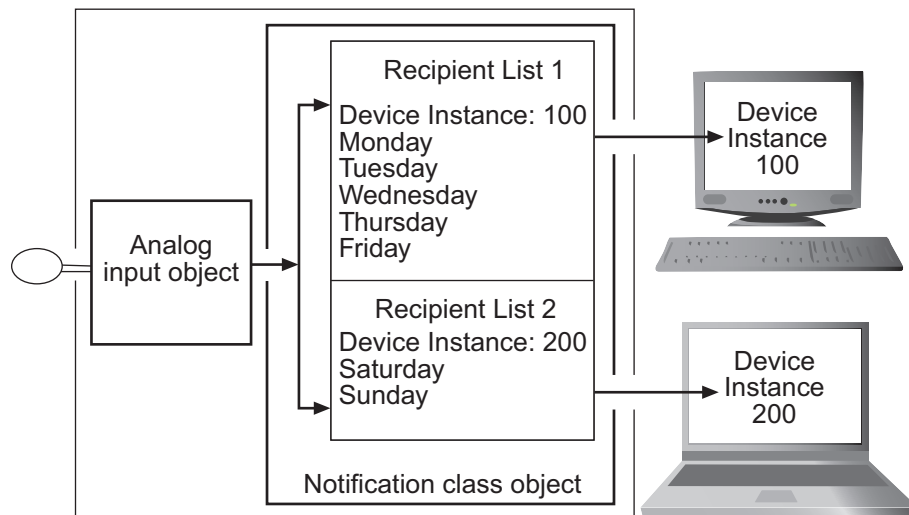 Recipient List 1
Device Instance: 100
Monday
Tuesday
Wednesday
Thursday
Friday
Analog
input object
Recipient List 2
Device Instance: 200
Saturday
Sunday
Notification class object
Device
Instance
100
Device
Instance
200